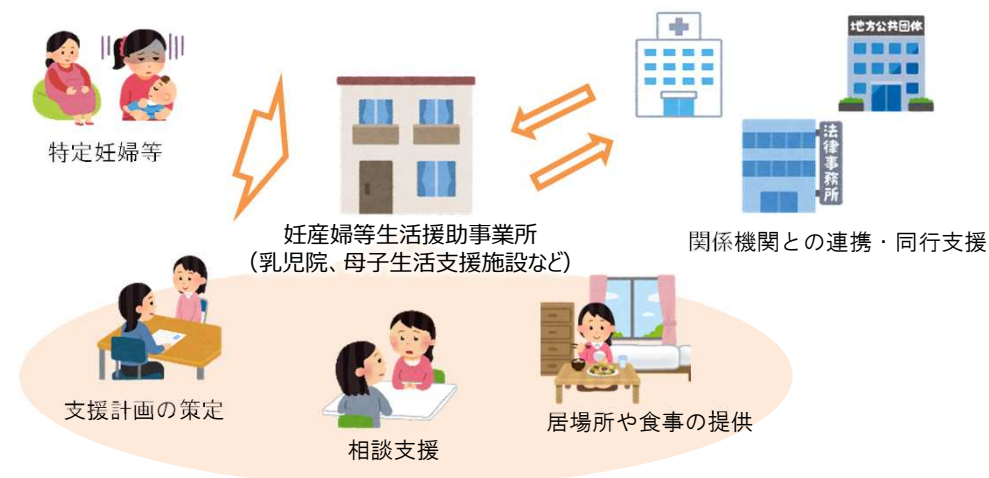 特定妊婦等
地方公共団体
法律事務所
妊産婦等生活援助事業所
（乳児院、母子生活支援施設など）
関係機関との連携・同行支援
支援計画の策定
相談支援
居場所や食事の提供